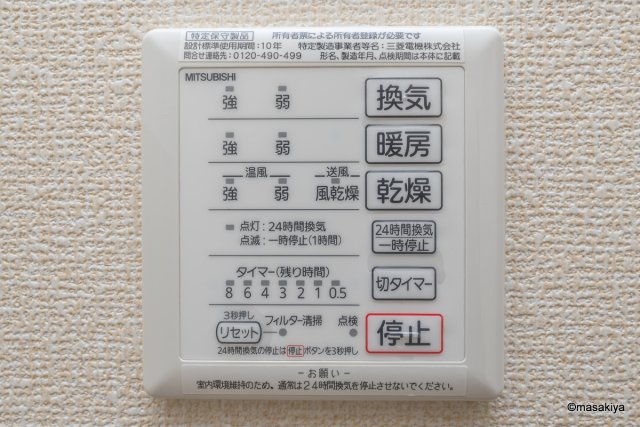 特定保守製品 所有者票による所有者登録が必要です
設計標準使用期間:10年 特定製造事業者等名:三菱電機株式会社
問合せ連絡先:0120-490-499 形名、製造年月、点検期間は本体に記載
MITSUBISHI
強 弱 換気
強 弱 暖房
温風 送風
強 弱 風乾燥 乾燥
点灯:24時間換気
点滅:一時停止(1時間)
24時間換気
一時停止
タイマー(残り時間)
8 6 4 3 2 1 0.5
切タイマー
3秒押し
リセット フィルター清掃 点検
停止
24時間換気の停止は停止ボタンを3秒押し
-お願い-
室内環境維持のため、通常は24時間換気を停止させないでください。
©masakiya